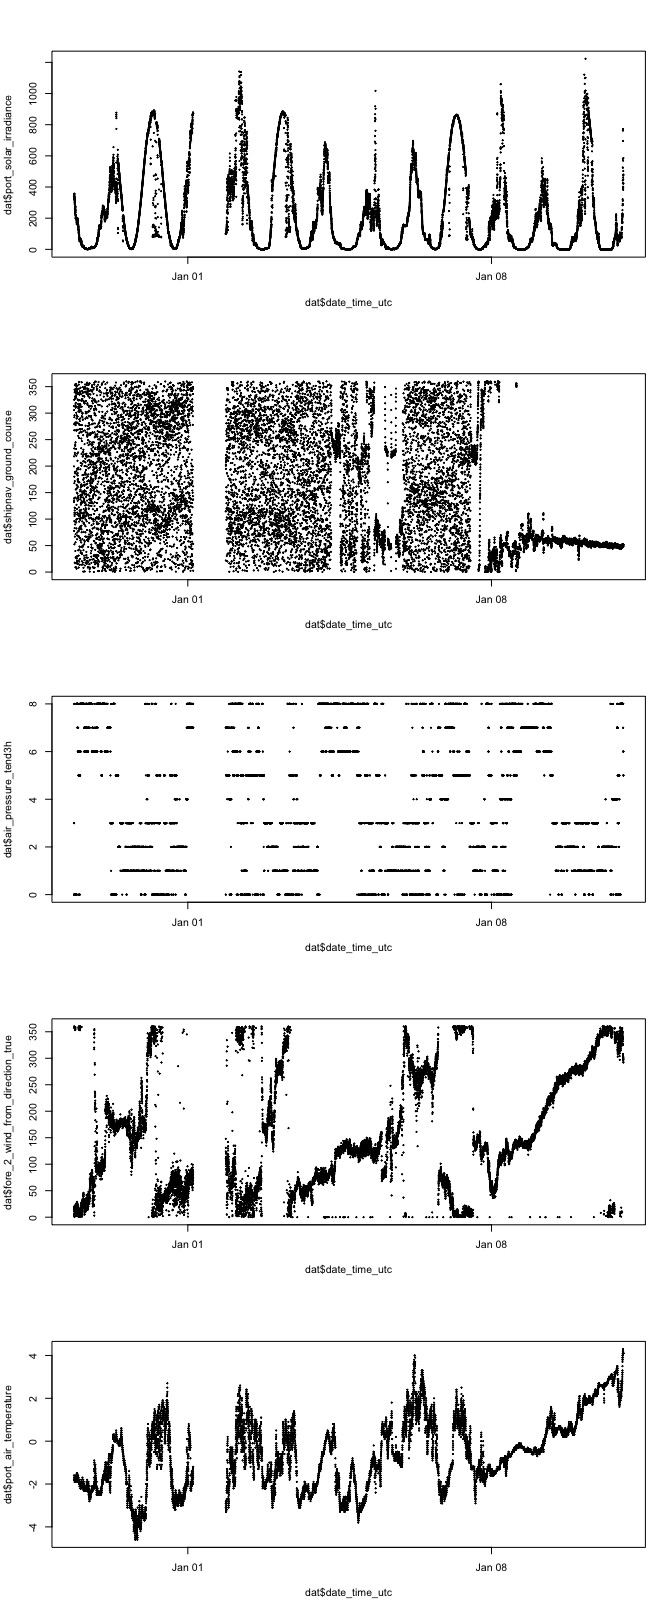 dat$port_solar_irradiance
0 200 400 600 800 1000
Jan 01 Jan 08
dat$date_time_utc
dat$shipnav_ground_course
0 50 100 150 200 250 300 350
Jan 01 Jan 08
dat$date_time_utc
dat$air_pressure_tend3h
0 2 4 6 8
Jan 01 Jan 08
dat$date_time_utc
dat$fore_2_wind_from_direction_true
0 50 100 150 200 250 300 350
Jan 01 Jan 08
dat$date_time_utc
dat$port_air_temperature
-4 -2 0 2 4
Jan 01 Jan 08
dat$date_time_utc